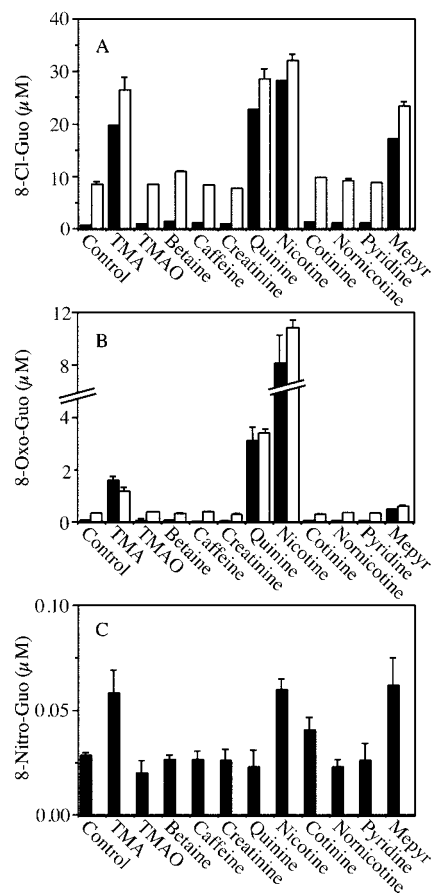 A
8-Cl-Guo (μM)
40
30
20
10
0
Control
TMA
TMAO
Betaine
Caffeine
Creatinine
Quinine
Nicotine
Cotinine
Nornicotine
Pyridine
Mepyr
B
8-Oxo-Guo (μM)
12
8
4
2
0
Control
TMA
TMAO
Betaine
Caffeine
Creatinine
Quinine
Nicotine
Cotinine
Nornicotine
Pyridine
Mepyr
C
8-Nitro-Guo (μM)
0.10
0.05
0.00
Control
TMA
TMAO
Betaine
Caffeine
Creatinine
Quinine
Nicotine
Cotinine
Nornicotine
Pyridine
Mepyr